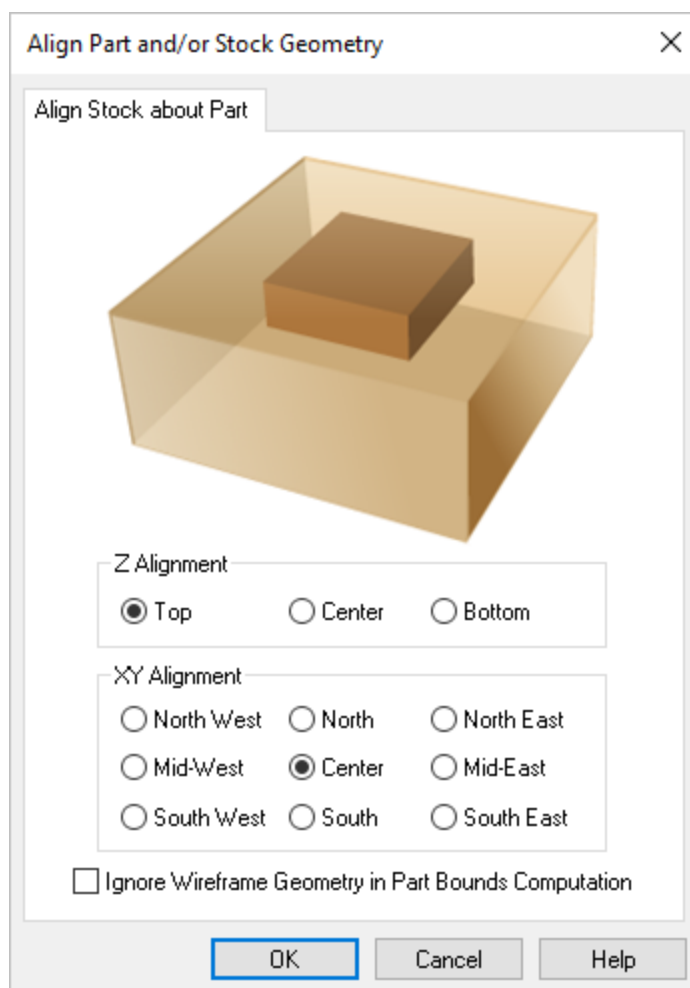 Align Part and/or Stock Geometry
Align Stock about Part
Z Alignment
Top Center Bottom
XY Alignment
North West North North East
Mid-West Center Mid-East
South West South South East
Ignore Wireframe Geometry in Part Bounds Computation
OK Cancel Help